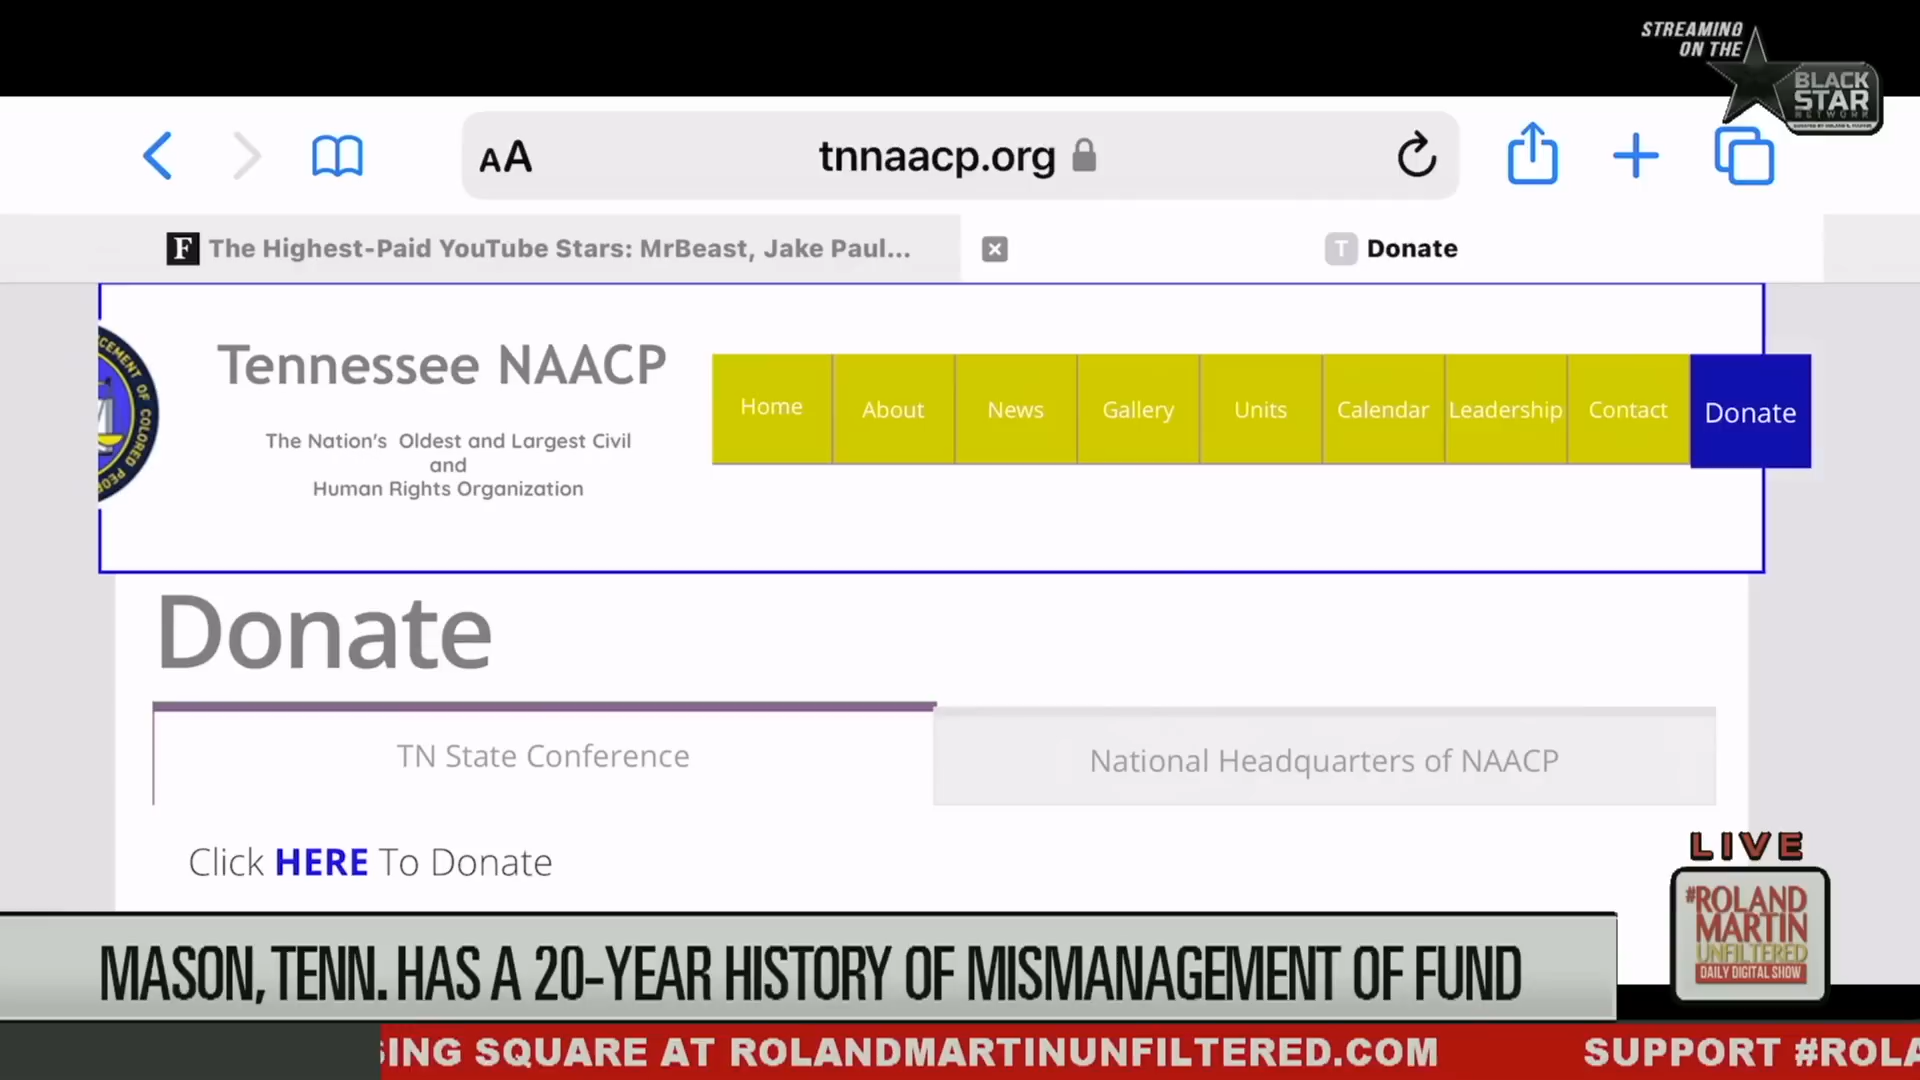 STREAMING
ON THE
BLACK
STAR
NETWORK
AA
tnnaacp.org
F
The Highest-Paid YouTube Stars: MrBeast, Jake Paul...
T
Donate
Tennessee NAACP
The Nation's Oldest and Largest Civil
and
Human Rights Organization
Home
About
News
Gallery
Units
Calendar
Leadership
Contact
Donate
Donate
TN State Conference
National Headquarters of NAACP
Click HERE To Donate
LIVE
#ROLAND
MARTIN
UNFILTERED
DAILY DIGITAL SHOW
MASON, TENN. HAS A 20-YEAR HISTORY OF MISMANAGEMENT OF FUND
SING SQUARE AT ROLANDMARTINUNFILTERED.COM
SUPPORT #ROLA